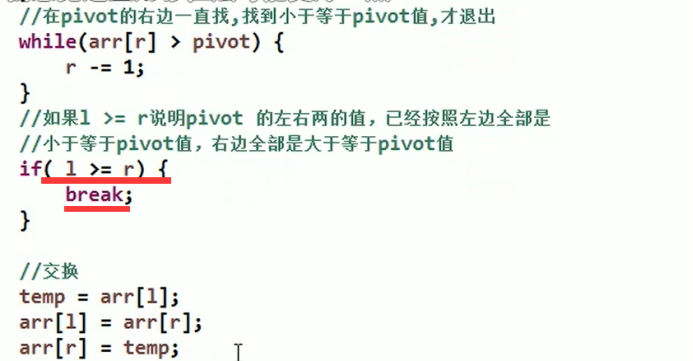 //在pivot的右边一直找,找到小于等于pivot值,才退出
while(arr[r] > pivot) {
    r -= 1;
}
//如果l >= r说明pivot 的左右两的值，已经按照左边全部是
//小于等于pivot值，右边全部是大于等于pivot值
if( l >= r) {
    break;
}

//交换
temp = arr[l];
arr[l] = arr[r];
arr[r] = temp;